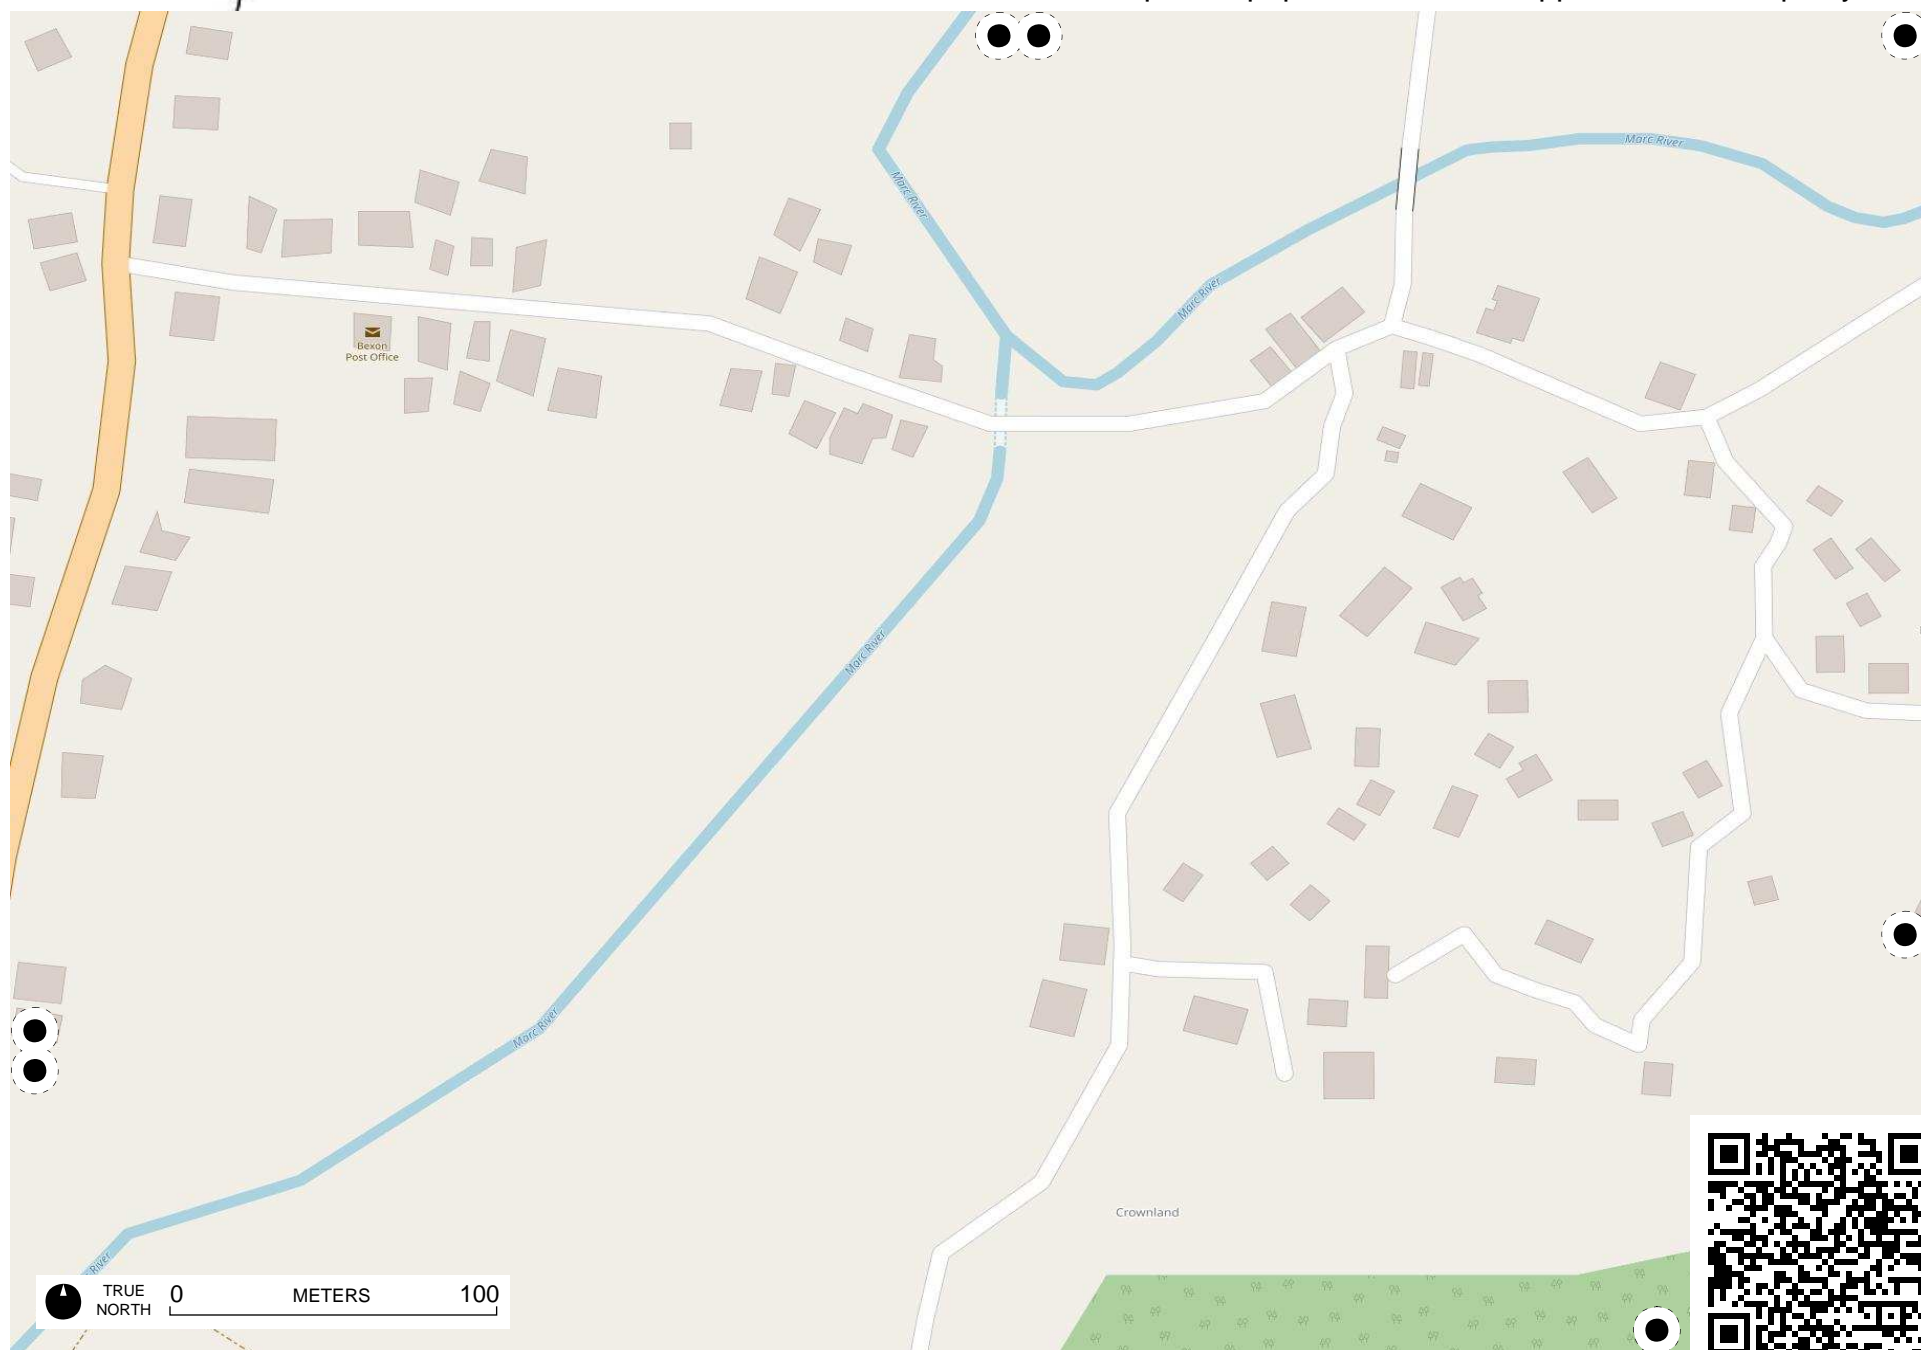 Marc River
Marc River
Marc River
Bexon
Post Office
Marc River
Marc River
Crownland
River
TRUE
NORTH
0
METERS
100